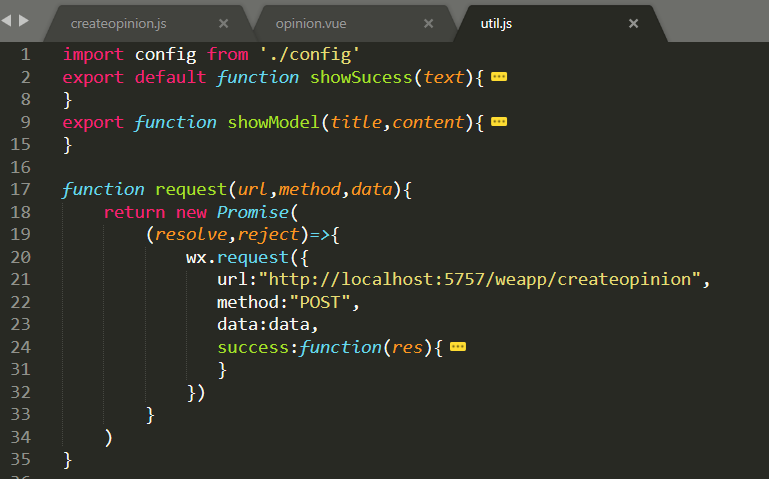 createopinion.js × opinion.vue × util.js ×
1 import config from './config'
2 export default function showSucess(text){
8 }
9 export function showModel(title,content){
15 }
16
17 function request(url,method,data){
18 return new Promise(
19 (resolve,reject)=>{
20 wx.request({
21 url:"http://localhost:5757/weapp/createopinion",
22 method:"POST",
23 data:data,
24 success:function(res){
31 }
32 })
33 }
34 )
35 }